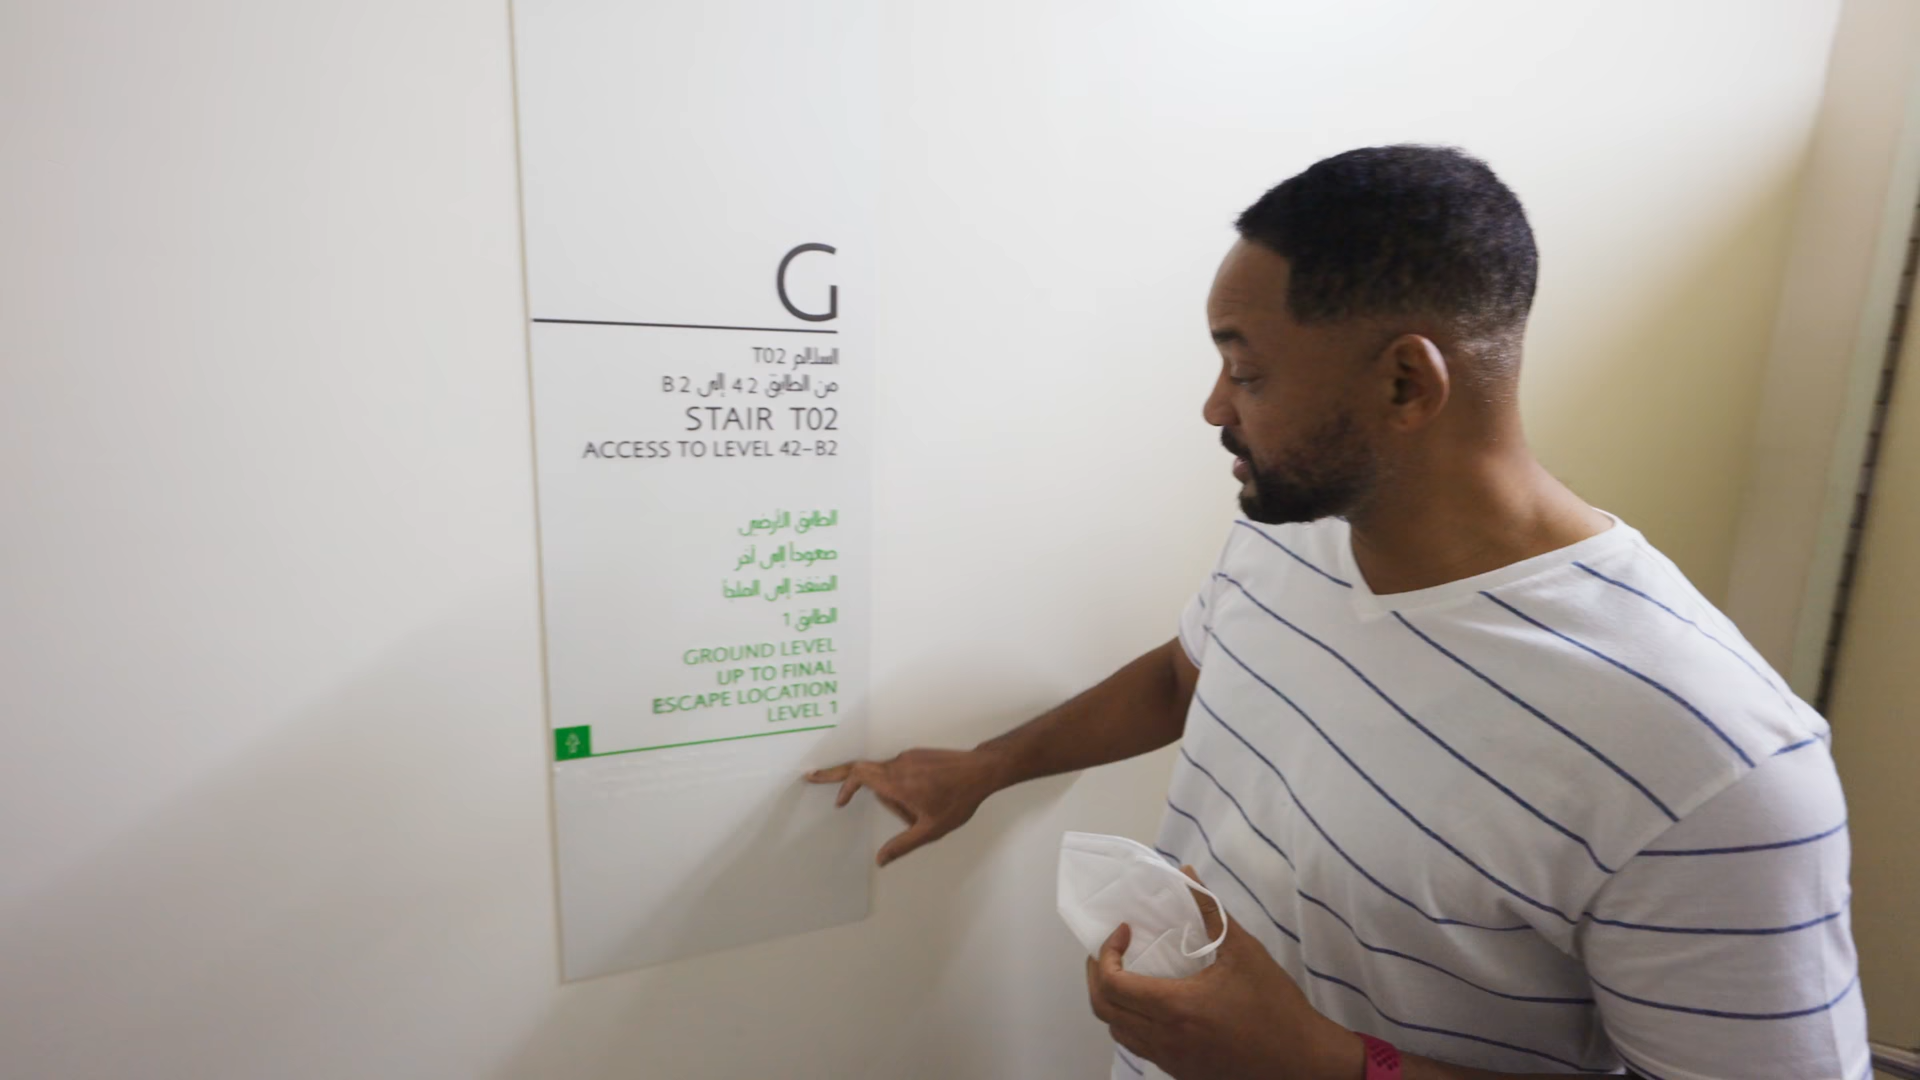 G
السلالم T02
من الطابق 42 إلى B2
STAIR T02
ACCESS TO LEVEL 42-B2
الطابق الأرضي
صعوداً إلى آخر
المنفذ إلى الملجأ
الطابق 1
GROUND LEVEL
UP TO FINAL
ESCAPE LOCATION
LEVEL 1